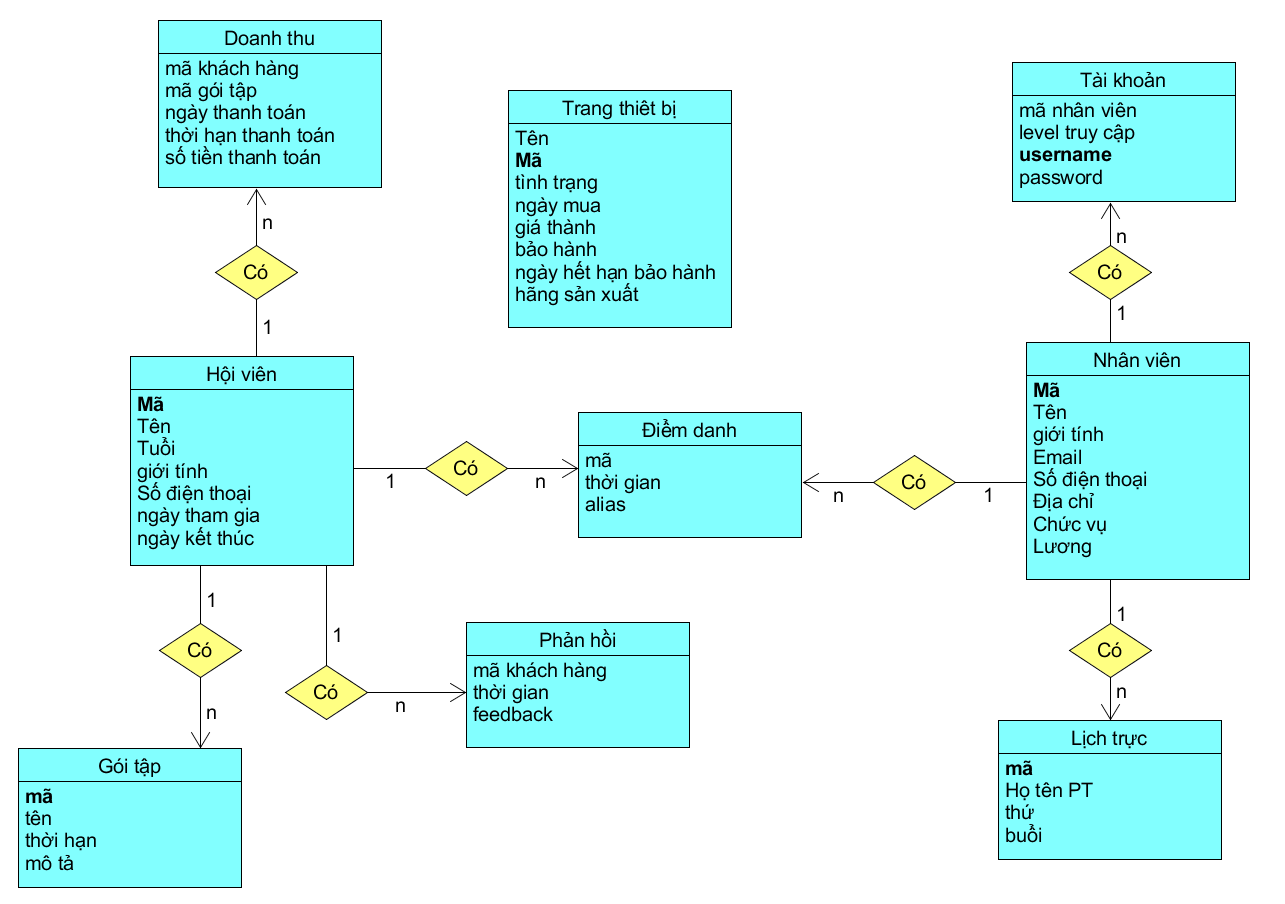 Doanh thu
mã khách hàng
mã gói tập
ngày thanh toán
thời hạn thanh toán
số tiền thanh toán
Trang thiêt bị
Tên
Mã
tình trạng
ngày mua
giá thành
bảo hành
ngày hết hạn bảo hành
hãng sản xuất
Tài khoản
mã nhân viên
level truy cập
username
password
n
Có
1
n
Có
1
Hội viên
Mã
Tên
Tuổi
giới tính
Số điện thoại
ngày tham gia
ngày kết thúc
1
Có
n
Điểm danh
mã
thời gian
alias
n
Có
1
Nhân viên
Mã
Tên
giới tính
Email
Số điện thoại
Địa chỉ
Chức vụ
Lương
1
Có
n
1
Có
n
Phản hồi
mã khách hàng
thời gian
feedback
1
Có
n
Gói tập
mã
tên
thời hạn
mô tả
Lịch trực
mã
Họ tên PT
thứ
buổi